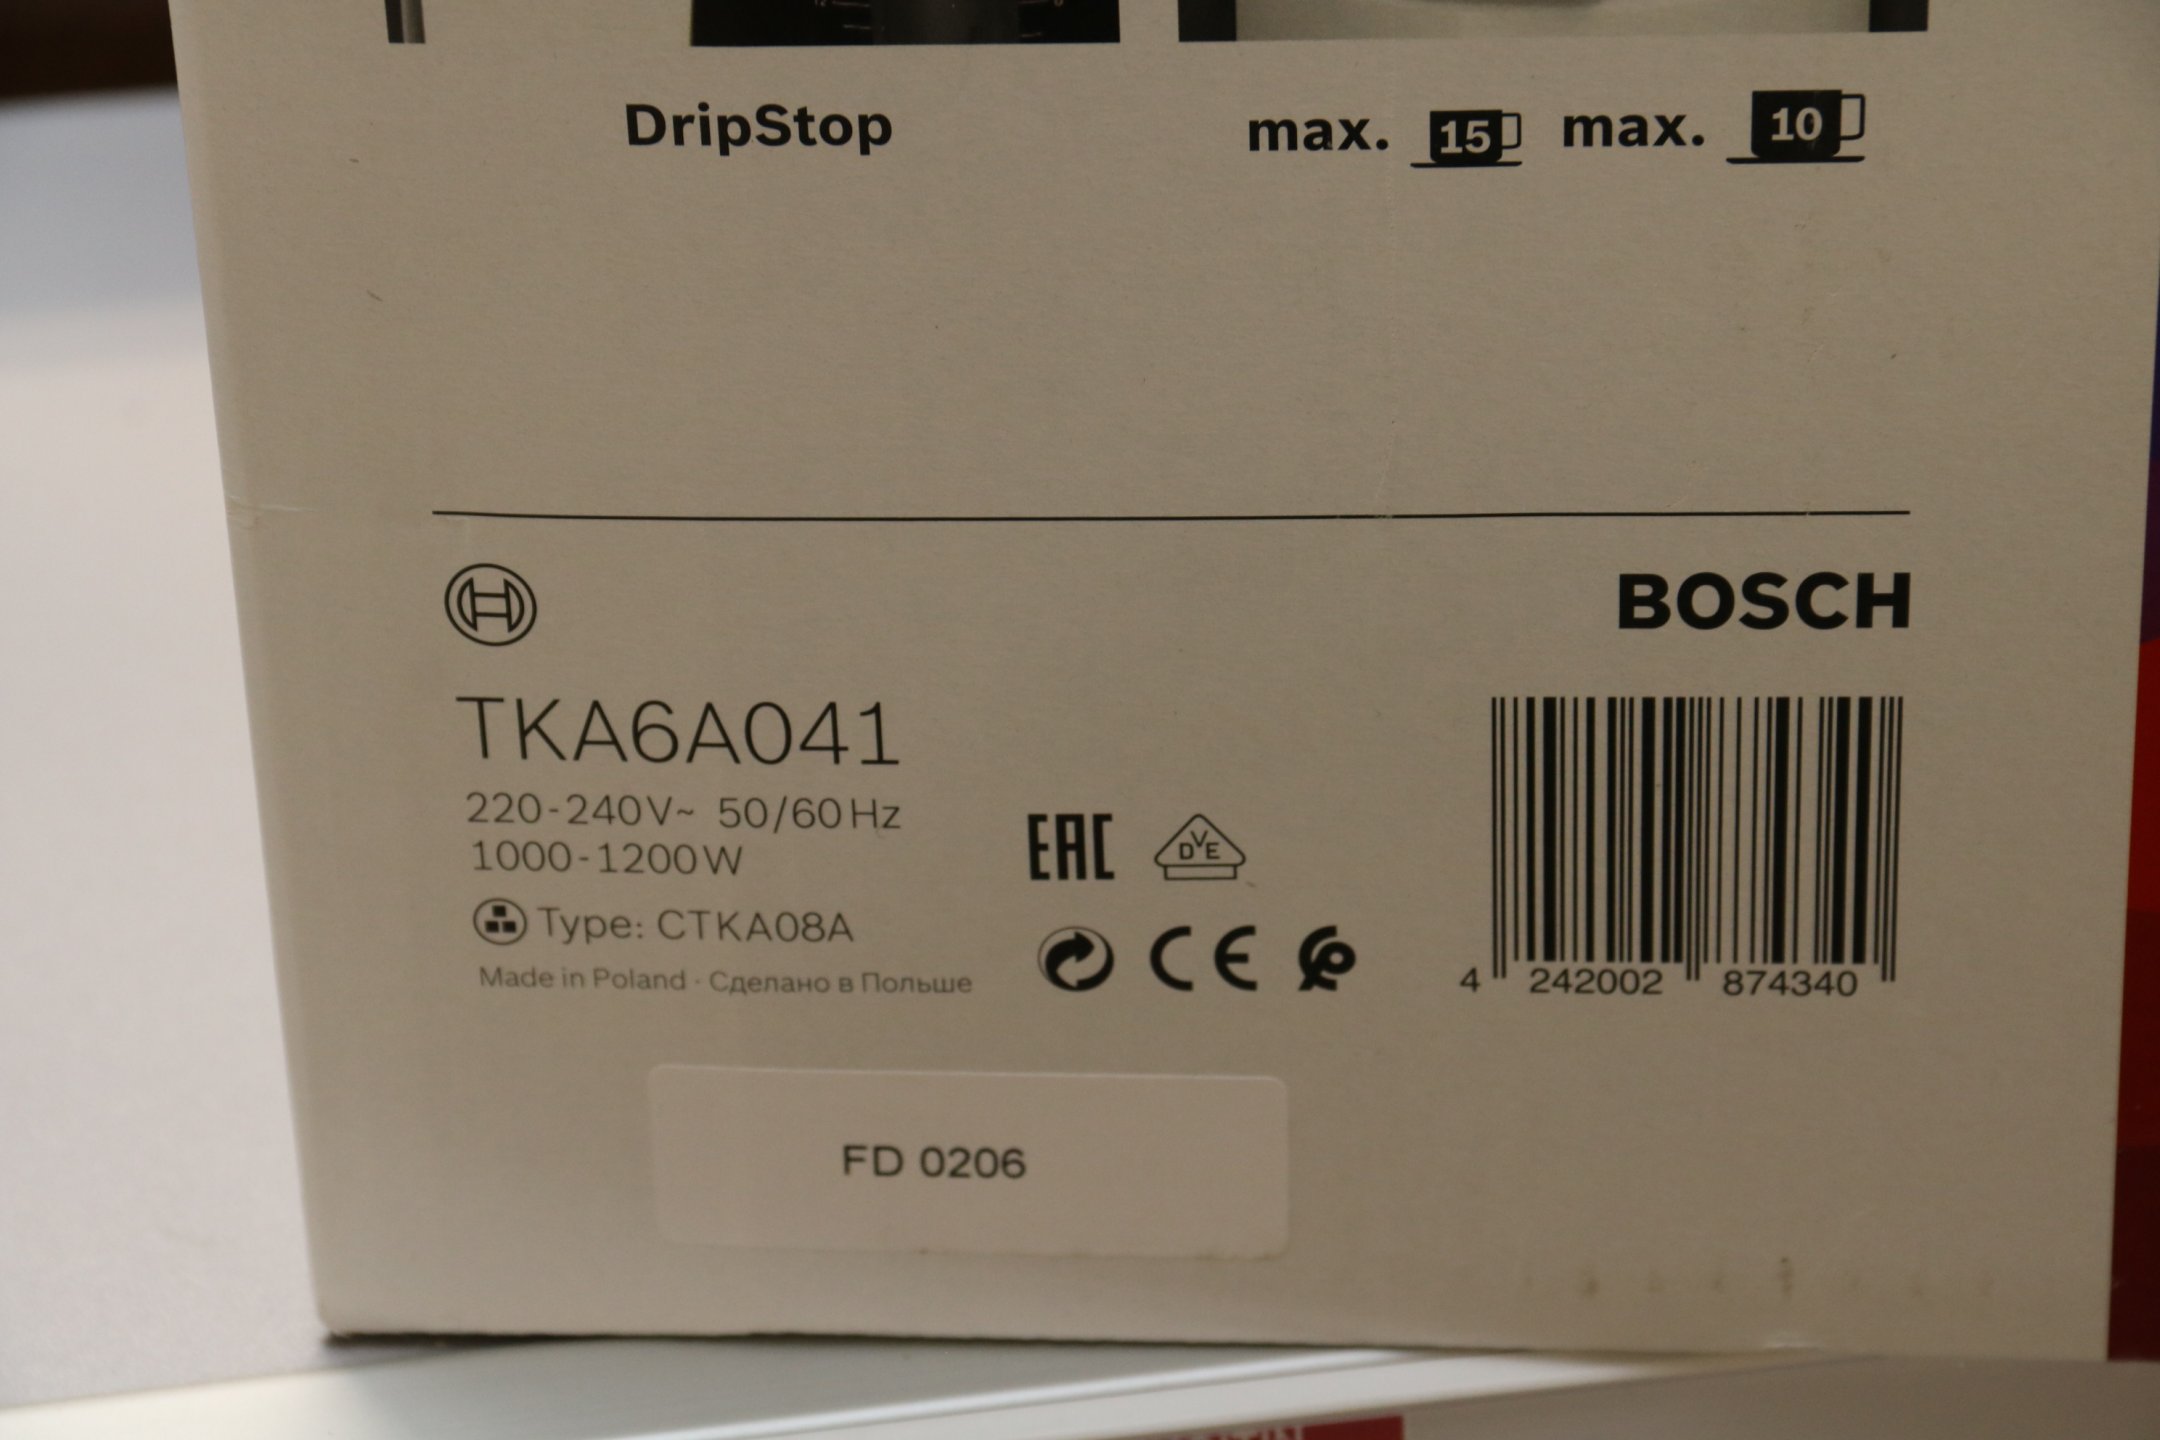 DripStop
max. 15 max. 10
BOSCH
TKA6A041
220-240V~ 50/60Hz
1000-1200W
Type: CTKA08A
Made in Poland · Сделано в Польше
EAC
DVE
CE
4 242002 874340
FD 0206